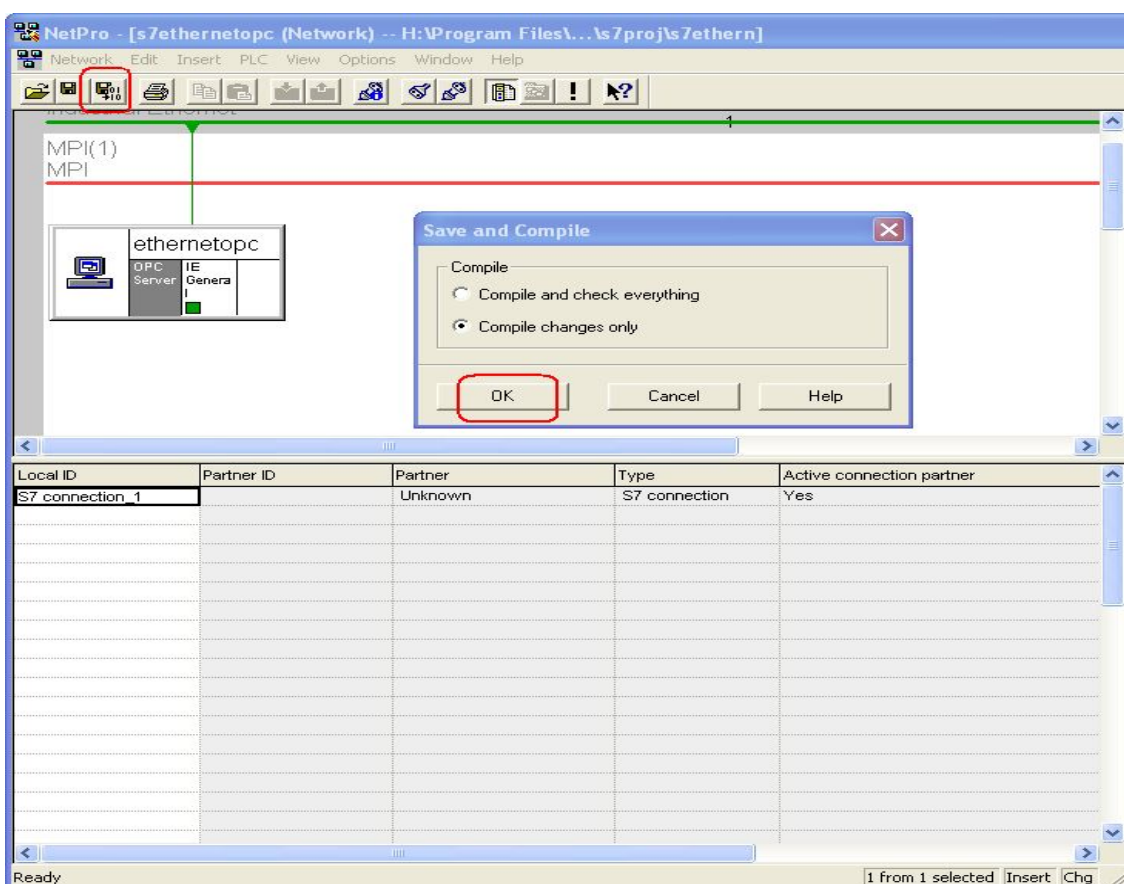 NetPro - [s7ethernetopc (Network) -- H:\Program Files\...\s7proj\s7ethern]
Network Edit Insert PLC View Options Window Help
Industrial Ethernet
1
MPI(1)
MPI
ethernetopc
OPC Server
IE Genera l
Save and Compile
Compile
Compile and check everything
Compile changes only
OK Cancel Help
Local ID Partner ID Partner Type Active connection partner
S7 connection_1 Unknown S7 connection Yes
Ready 1 from 1 selected Insert Chg